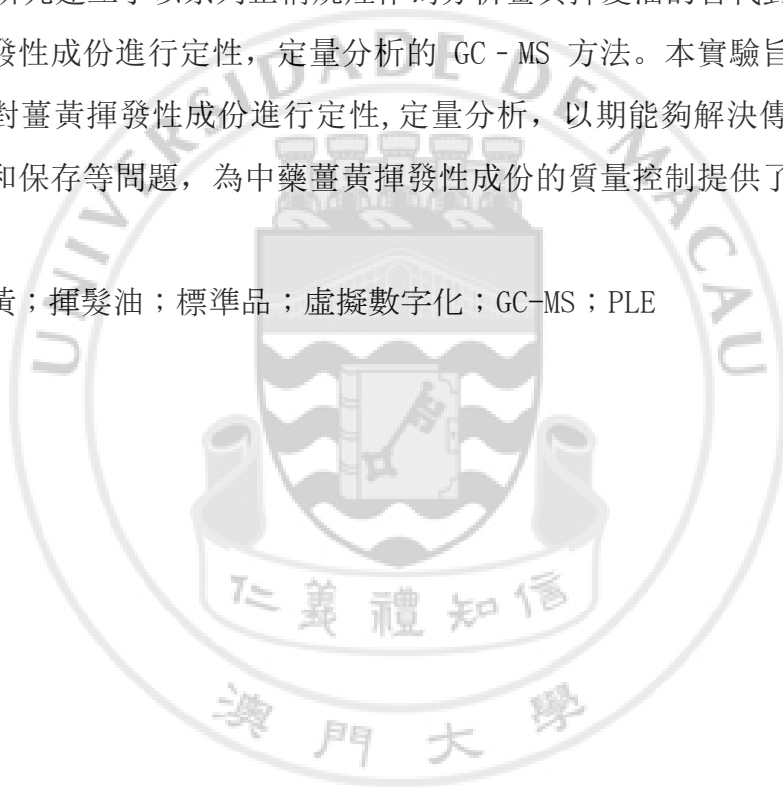 發性成份進行定性，定量分析的 GC‐MS 方法。本實驗旨
對薑黃揮發性成份進行定性,定量分析，以期能夠解決傳
和保存等問題，為中藥薑黃揮發性成份的質量控制提供了
黃；揮髮油；標準品；虛擬數字化；GC-MS；PLE
UNIVERSIDADE DE MACAU
仁義禮知信
澳門大學